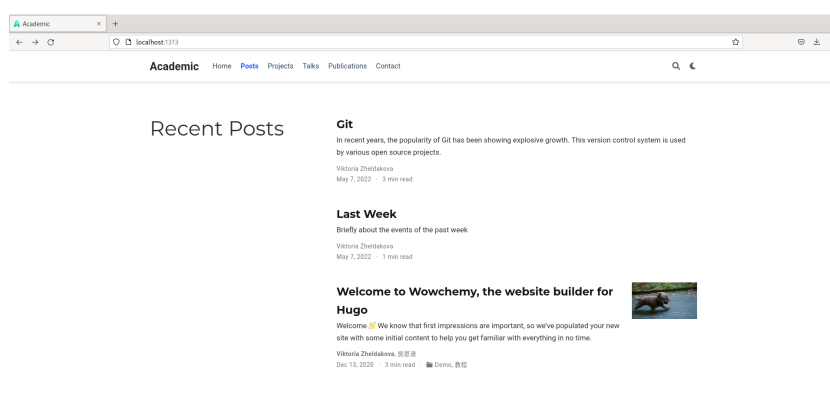 Academic
localhost:1313
Academic Home Posts Projects Talks Publications Contact
Recent Posts
Git
In recent years, the popularity of Git has been showing explosive growth. This version control system is used
by various open source projects.
Viktoria Zheldakova
May 7, 2022 · 3 min read
Last Week
Briefly about the events of the past week
Viktoria Zheldakova
May 7, 2022 · 1 min read
Welcome to Wowchemy, the website builder for
Hugo
Welcome 👋 We know that first impressions are important, so we've populated your new
site with some initial content to help you get familiar with everything in no time.
Viktoria Zheldakova, 吳恩達
Dec 13, 2020 · 3 min read · Demo, 教程